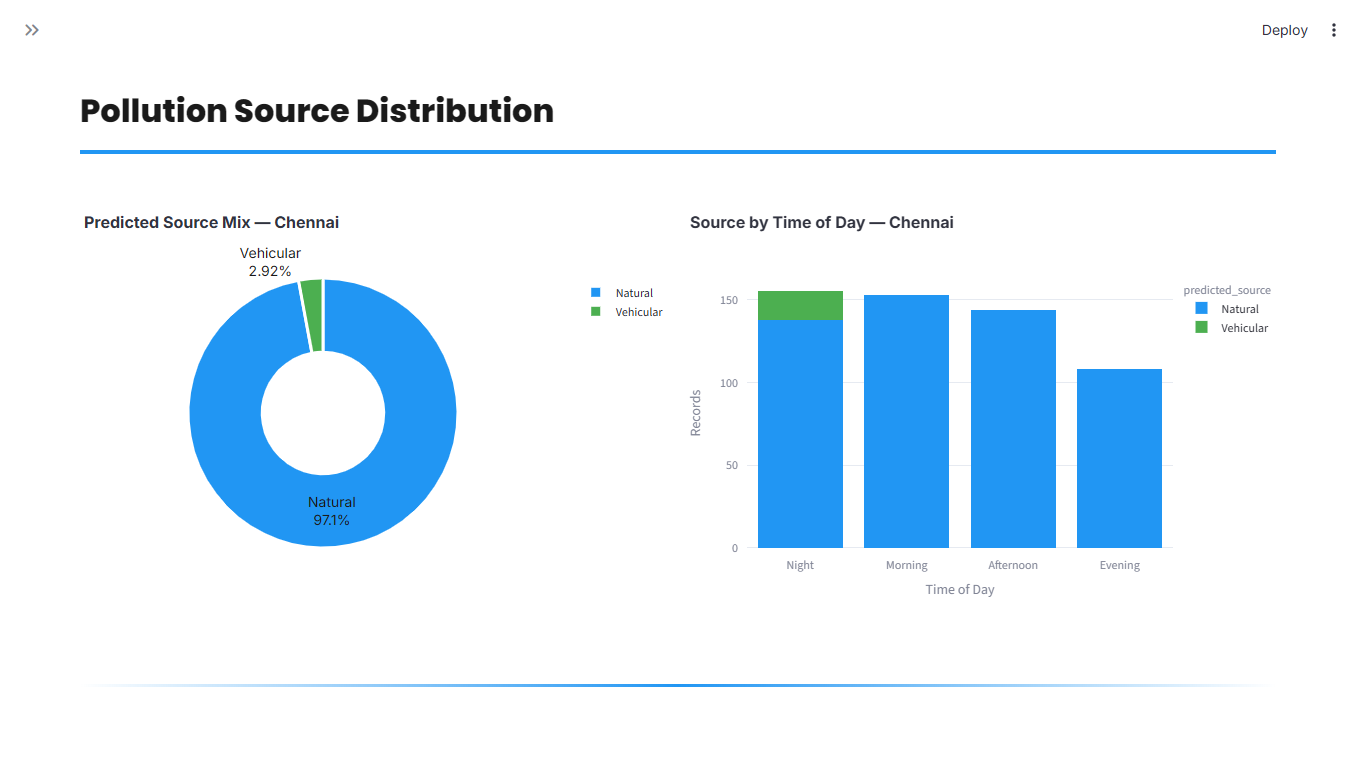 Deploy
Pollution Source Distribution
Predicted Source Mix — Chennai
Vehicular
2.92%
Natural
97.1%
Natural
Vehicular
Source by Time of Day — Chennai
predicted_source
Natural
Vehicular
Records
150
100
50
0
Night
Morning
Afternoon
Evening
Time of Day